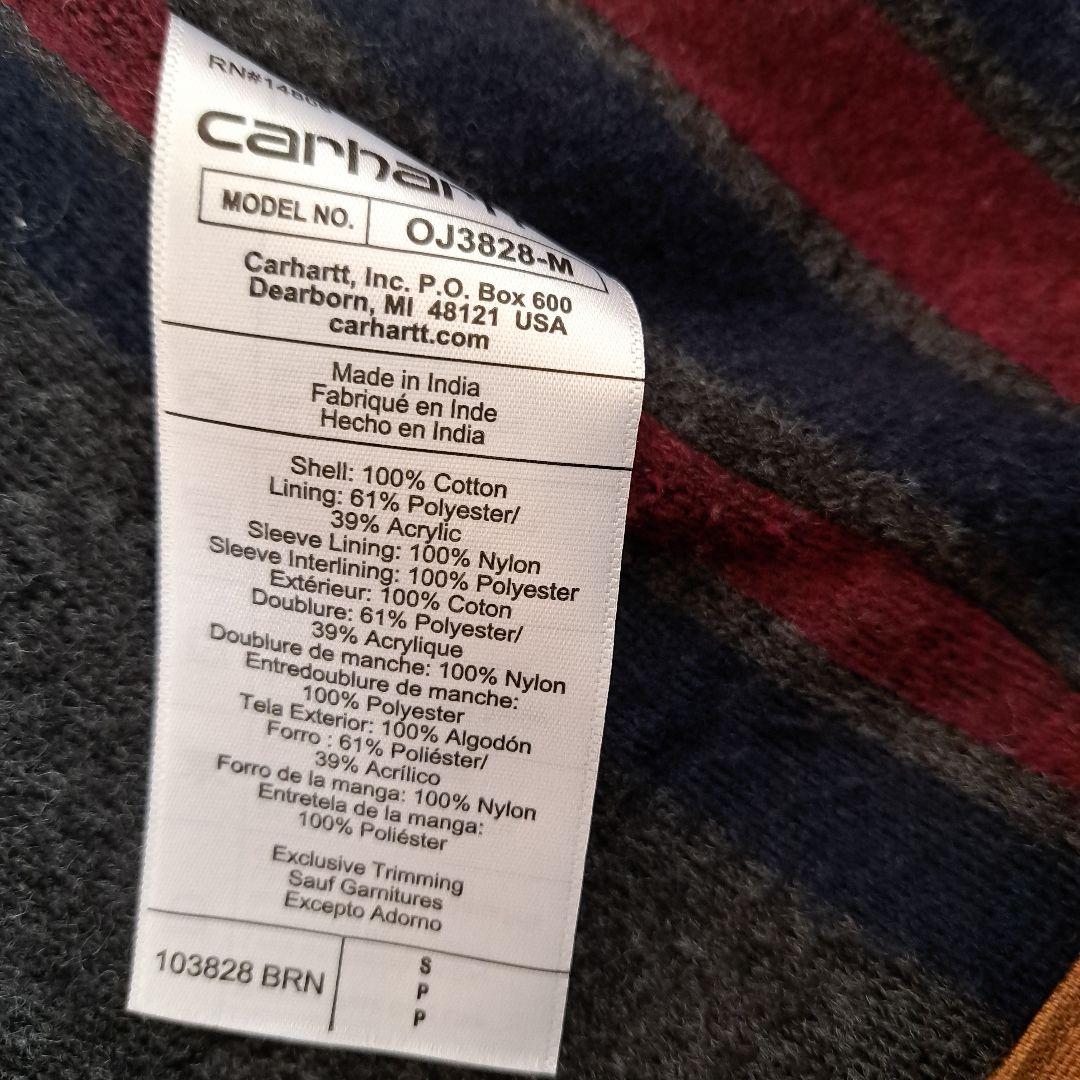 carhar
MODEL NO. OJ3828-M
Carhartt, Inc. P.O. Box 600
Dearborn, MI 48121 USA
carhartt.com
Made in India
Fabriqué en Inde
Hecho en India
Shell: 100% Cotton
Lining: 61% Polyester/
39% Acrylic
Sleeve Lining: 100% Nylon
Sleeve Interlining: 100% Polyester
Extérieur: 100% Coton
Doublure: 61% Polyester/
39% Acrylique
Doublure de manche: 100% Nylon
Entredoublure de manche:
100% Polyester
Tela Exterior: 100% Algodón
Forro : 61% Poliéster/
39% Acrílico
Forro de la manga: 100% Nylon
Entretela de la manga:
100% Poliéster
Exclusive Trimming
Sauf Garnitures
Excepto Adorno
103828 BRN
S
P
P